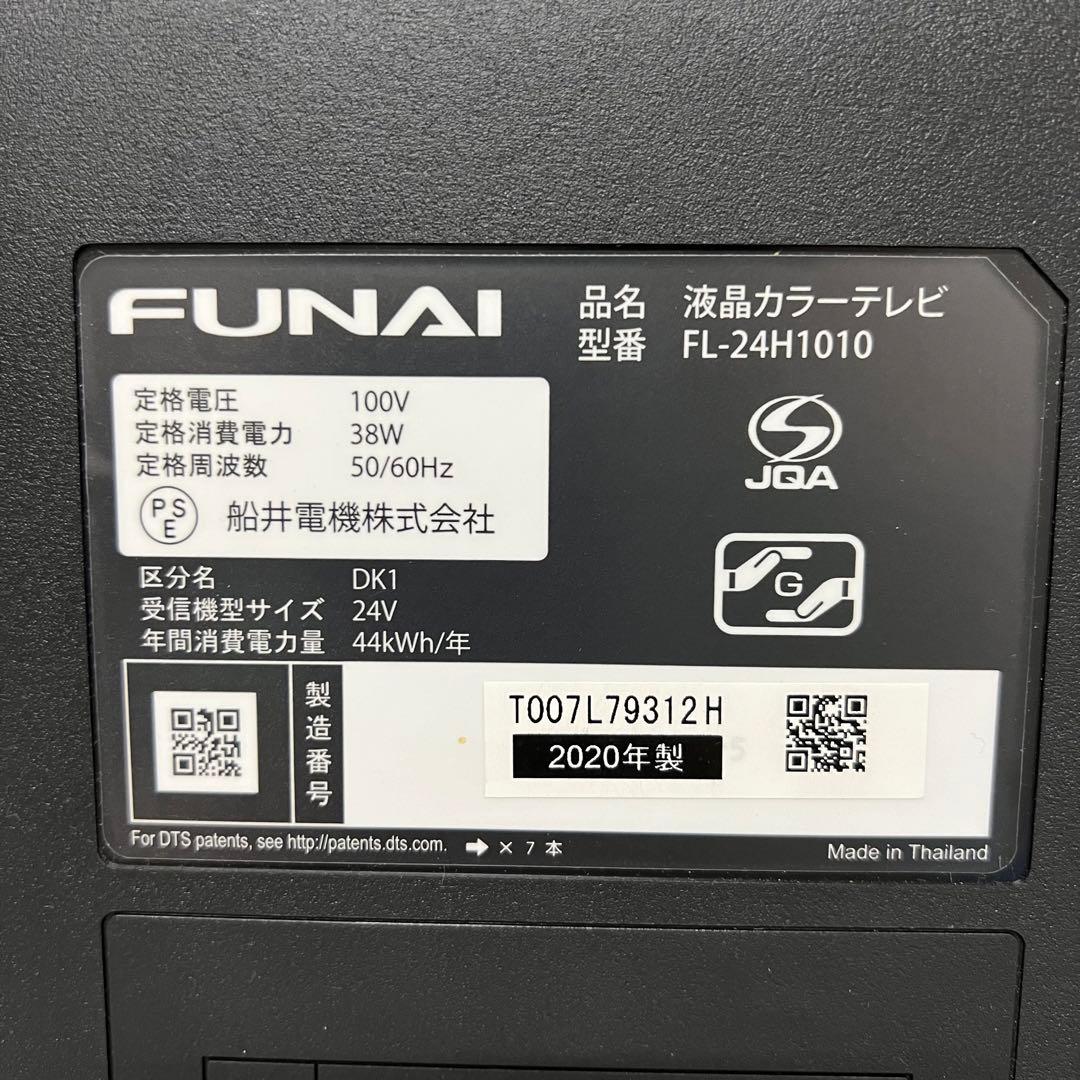 FUNAI
品名 液晶カラーテレビ
型番 FL-24H1010
定格電圧 100V
定格消費電力 38W
定格周波数 50/60Hz
PSE 船井電機株式会社
JQA
G
区分名 DK1
受信機型サイズ 24V
年間消費電力量 44kWh/年
製造番号
T007L79312H
2020年製
For DTS patents, see http://patents.dts.com. ➡ × 7 本
Made in Thailand